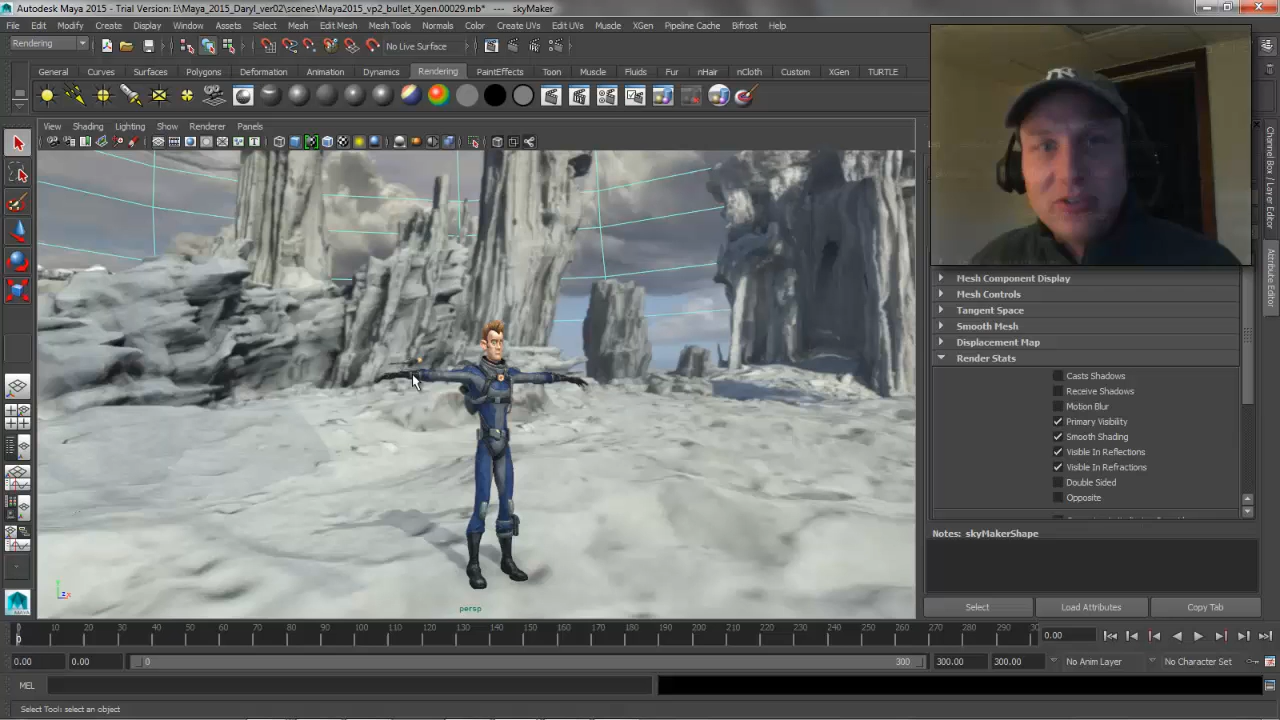 Autodesk Maya 2015 - Trial Version: I:\Maya_2015_Daryl_ver02\scenes\Maya2015_vp2_bullet_Xgen.00029.mb* --- skyMaker
File Edit Modify Create Display Window Assets Select Mesh Edit Mesh Mesh Tools Normals Color Create UVs Edit UVs Muscle XGen Pipeline Cache Bifrost Help
Rendering No Live Surface
General Curves Surfaces Polygons Deformation Animation Dynamics Rendering PaintEffects Toon Muscle Fluids Fur nHair nCloth Custom XGen TURTLE
View Shading Lighting Show Renderer Panels
Channel Box / Layer Editor
Attribute Editor
Mesh Component Display
Mesh Controls
Tangent Space
Smooth Mesh
Displacement Map
Render Stats
Casts Shadows
Receive Shadows
Motion Blur
Primary Visibility
Smooth Shading
Visible In Reflections
Visible In Refractions
Double Sided
Opposite
Notes: skyMakerShape
Select Load Attributes Copy Tab
persp
0 10 20 30 40 50 60 70 80 90 100 110 120 130 140 150 160 170 180 190 200 210 220 230 240 250 260 270 280 290 30 0.00
0
0.00 0.00 0 300 300.00 300.00 No Anim Layer No Character Set
MEL
Select Tool: select an object